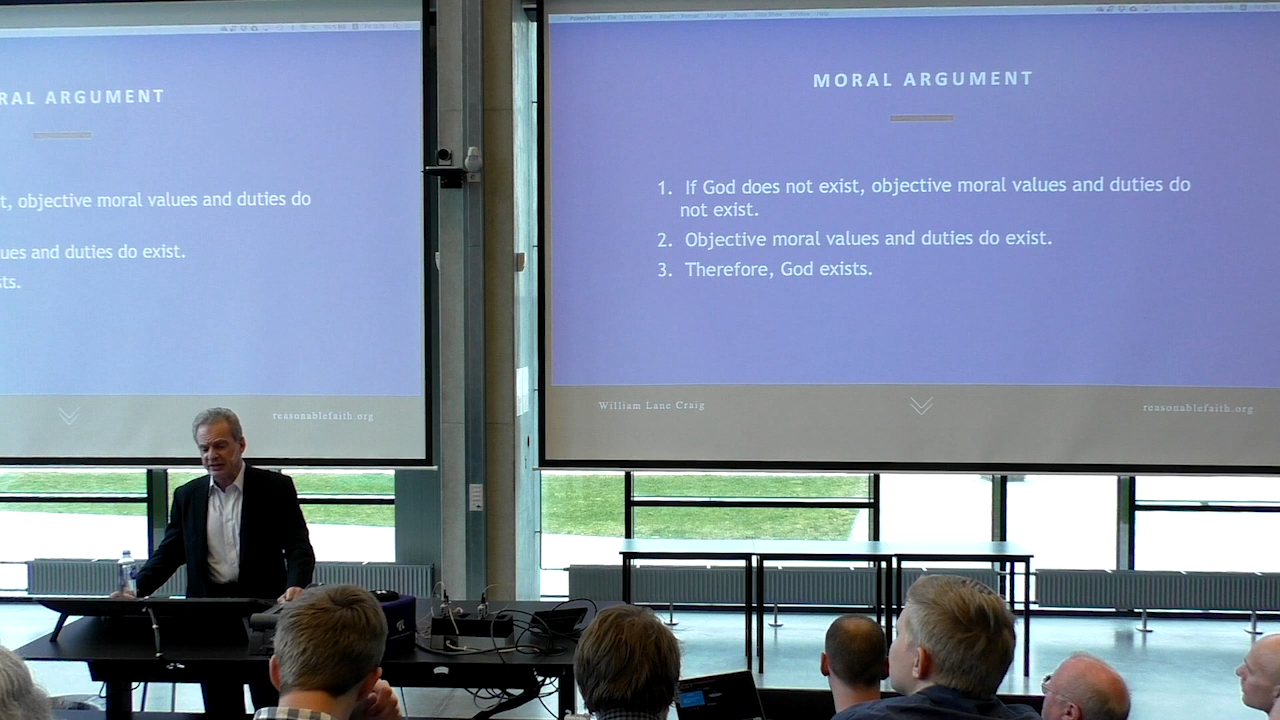 RAL ARGUMENT
t, objective moral values and duties do
ues and duties do exist.
sts.
reasonablefaith.org
MORAL ARGUMENT
1. If God does not exist, objective moral values and duties do
not exist.
2. Objective moral values and duties do exist.
3. Therefore, God exists.
William Lane Craig
reasonablefaith.org